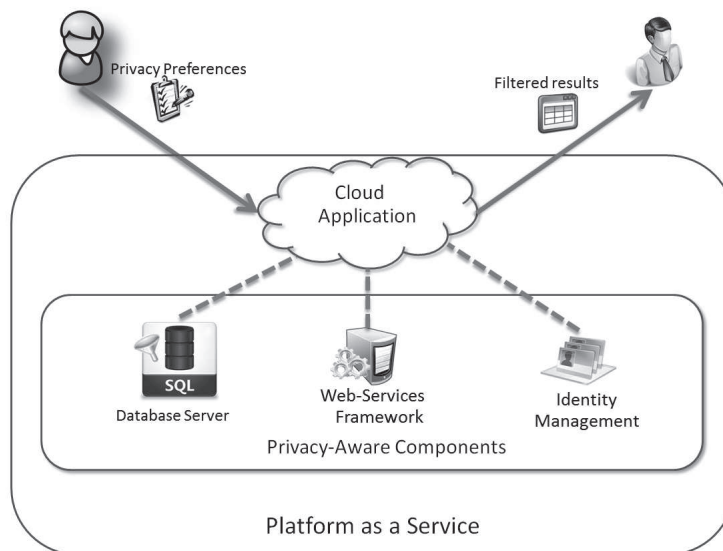 Privacy Preferences
Filtered results
Cloud
Application
SQL
Database Server
Web-Services
Framework
Identity
Management
Privacy-Aware Components
Platform as a Service